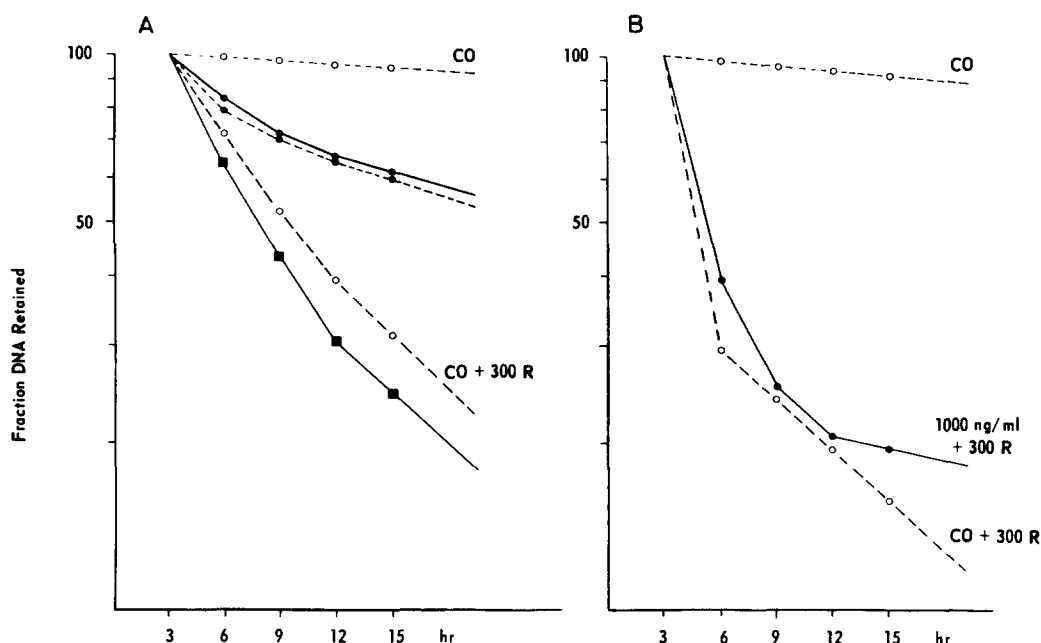 A
B
Fraction DNA Retained
100
50
CO
CO + 300 R
3 6 9 12 15 hr
100
50
CO
1000 ng/ml
+ 300 R
CO + 300 R
3 6 9 12 15 hr